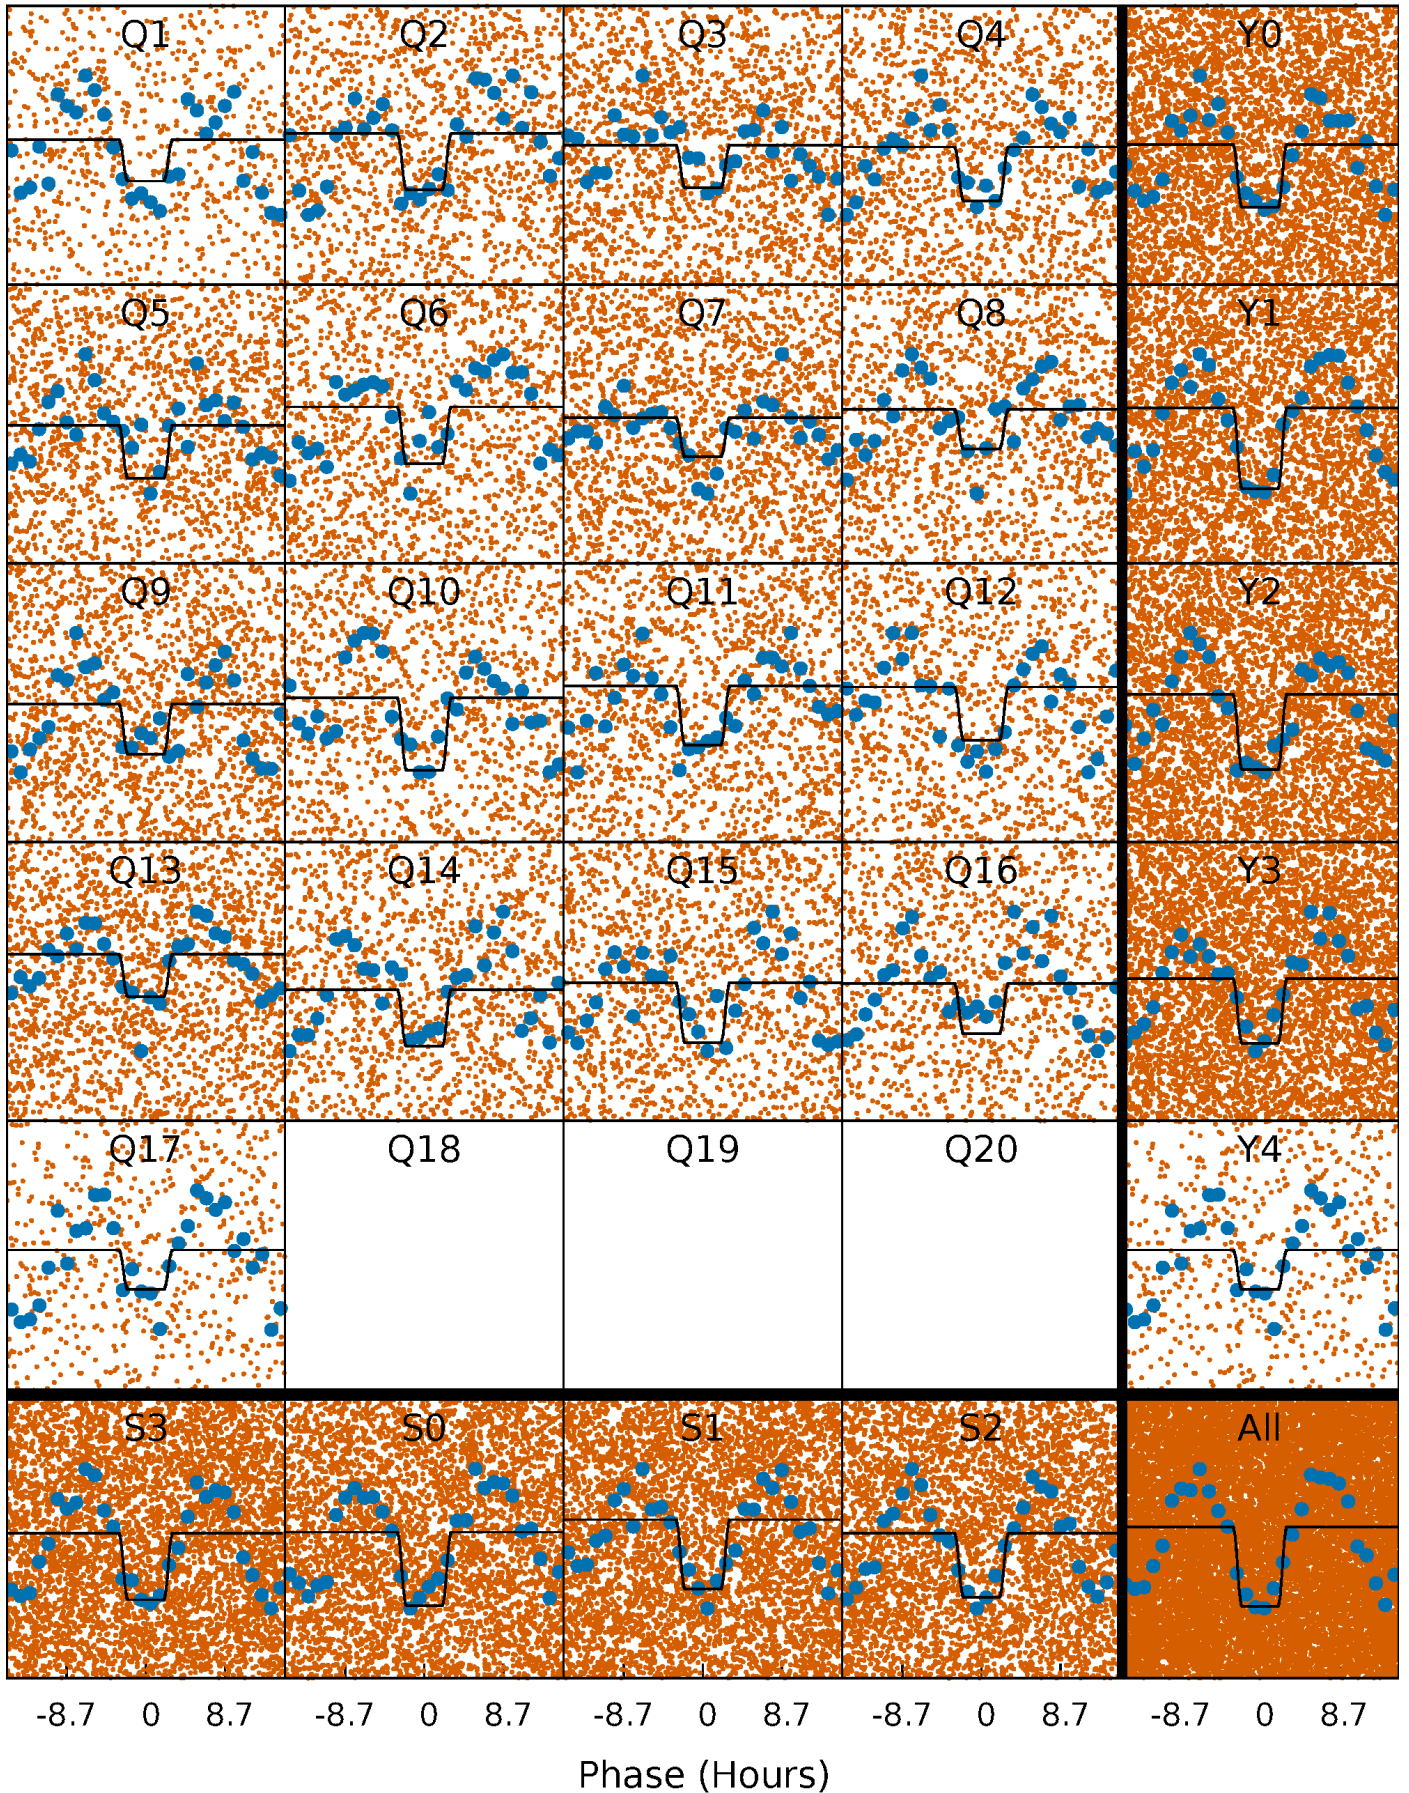 Q1 Q2 Q3 Q4 Y0
Q5 Q6 Q7 Q8 Y1
Q9 Q10 Q11 Q12 Y2
Q13 Q14 Q15 Q16 Y3
Q17 Q18 Q19 Q20 Y4
S3 S0 S1 S2 All
-8.7 0 8.7 -8.7 0 8.7 -8.7 0 8.7 -8.7 0 8.7 -8.7 0 8.7
Phase (Hours)